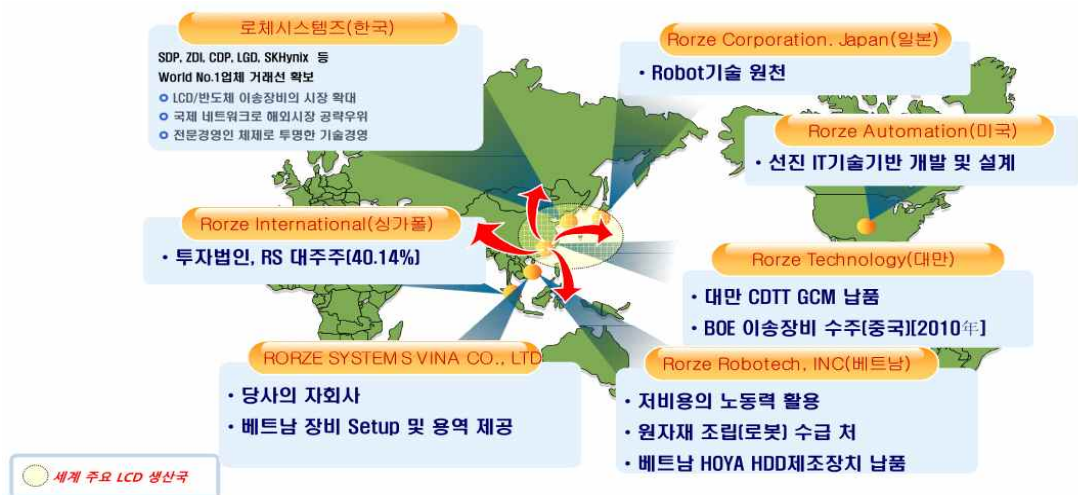 로체시스템즈(한국)
SDP, ZDI, CDP, LGD, SKHynix 등
World No.1업체 거래선 확보
LCD/반도체 이송장비의 시장 확대
국제 네트워크로 해외시장 공략우위
전문경영인 체제로 투명한 기술경영
Rorze Corporation. Japan(일본)
• Robot기술 원천
Rorze Automation(미국)
• 선진 IT기술기반 개발 및 설계
Rorze International(싱가폴)
• 투자법인, RS 대주주(40.14%)
Rorze Technology(대만)
• 대만 CDTT GCM 납품
• BOE 이송장비 수주(중국)[2010年]
RORZE SYSTEMS VINA CO., LTD
• 당사의 자회사
• 베트남 장비 Setup 및 용역 제공
Rorze Robotech, INC(베트남)
• 저비용의 노동력 활용
• 원자재 조립(로봇) 수급 처
• 베트남 HOYA HDD제조장치 납품
세계 주요 LCD 생산국